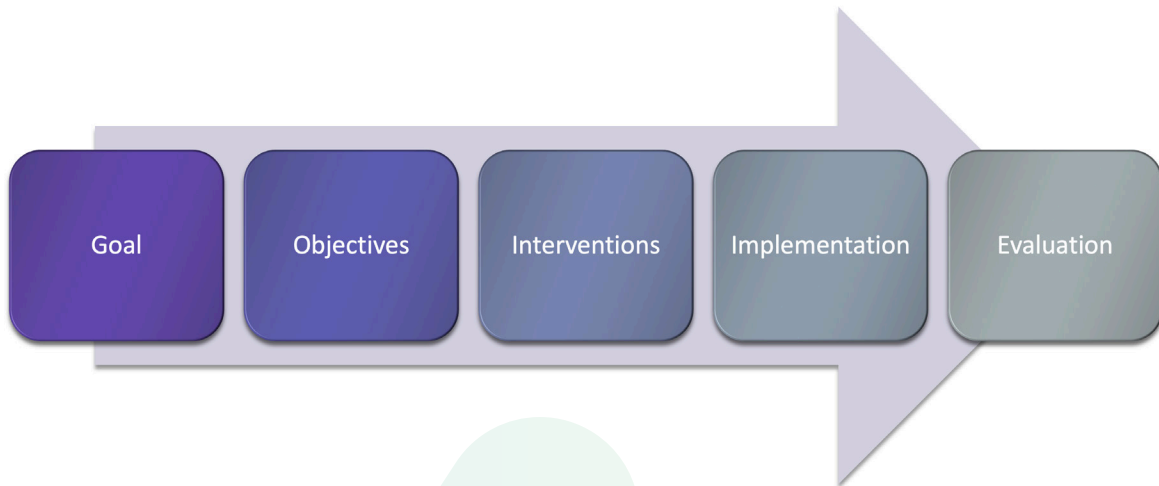 Goal
Objectives
Interventions
Implementation
Evaluation